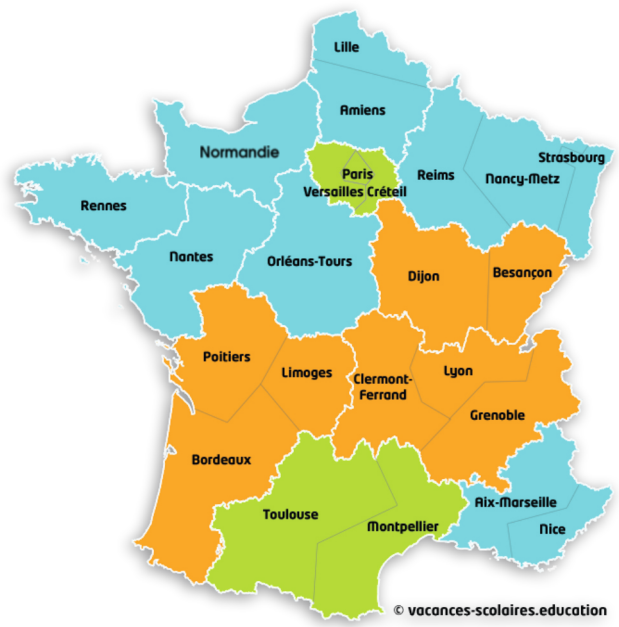 Lille
Amiens
Normandie
Strasbourg
Paris
Reims
Nancy-Metz
Versailles Créteil
Rennes
Nantes
Orléans-Tours
Dijon
Besançon
Poitiers
Limoges
Clermont-
Ferrand
Lyon
Grenoble
Bordeaux
Aix-Marseille
Toulouse
Montpellier
Nice
© vacances-scolaires.education